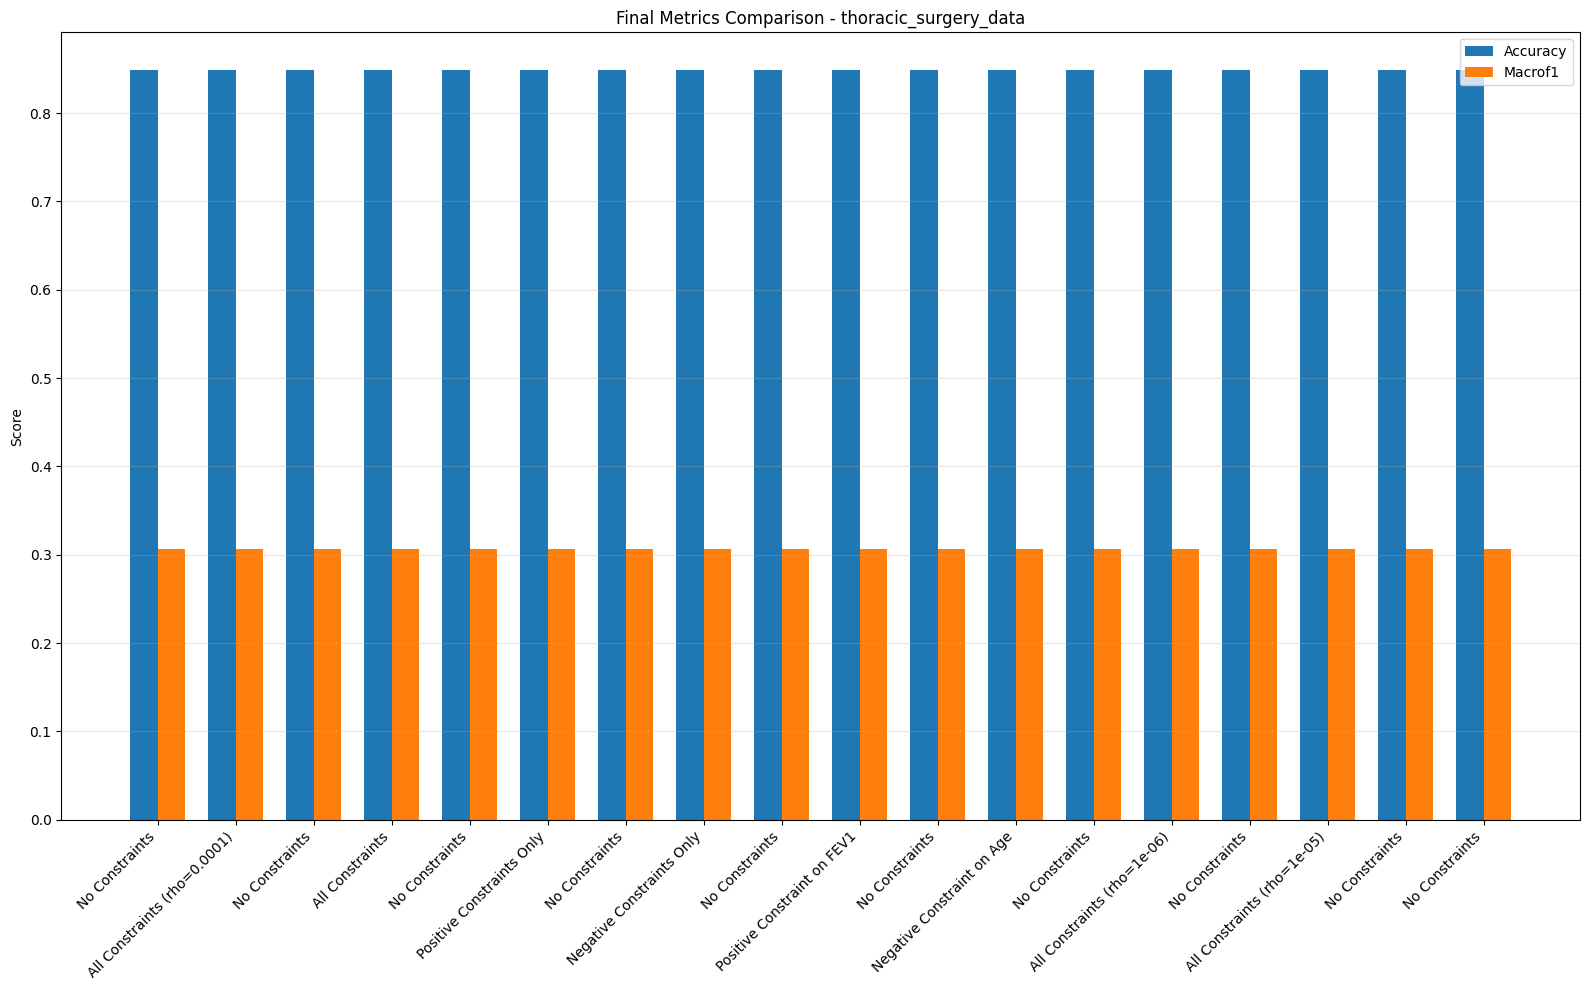 Final Metrics Comparison - thoracic_surgery_data
Accuracy
Macrof1
Score
0.8
0.7
0.6
0.5
0.4
0.3
0.2
0.1
0.0
No Constraints
All Constraints (rho=0.0001)
No Constraints
All Constraints
No Constraints
Positive Constraints Only
No Constraints
Negative Constraints Only
No Constraints
Positive Constraint on FEV1
No Constraints
Negative Constraint on Age
No Constraints
All Constraints (rho=1e-06)
No Constraints
All Constraints (rho=1e-05)
No Constraints
No Constraints